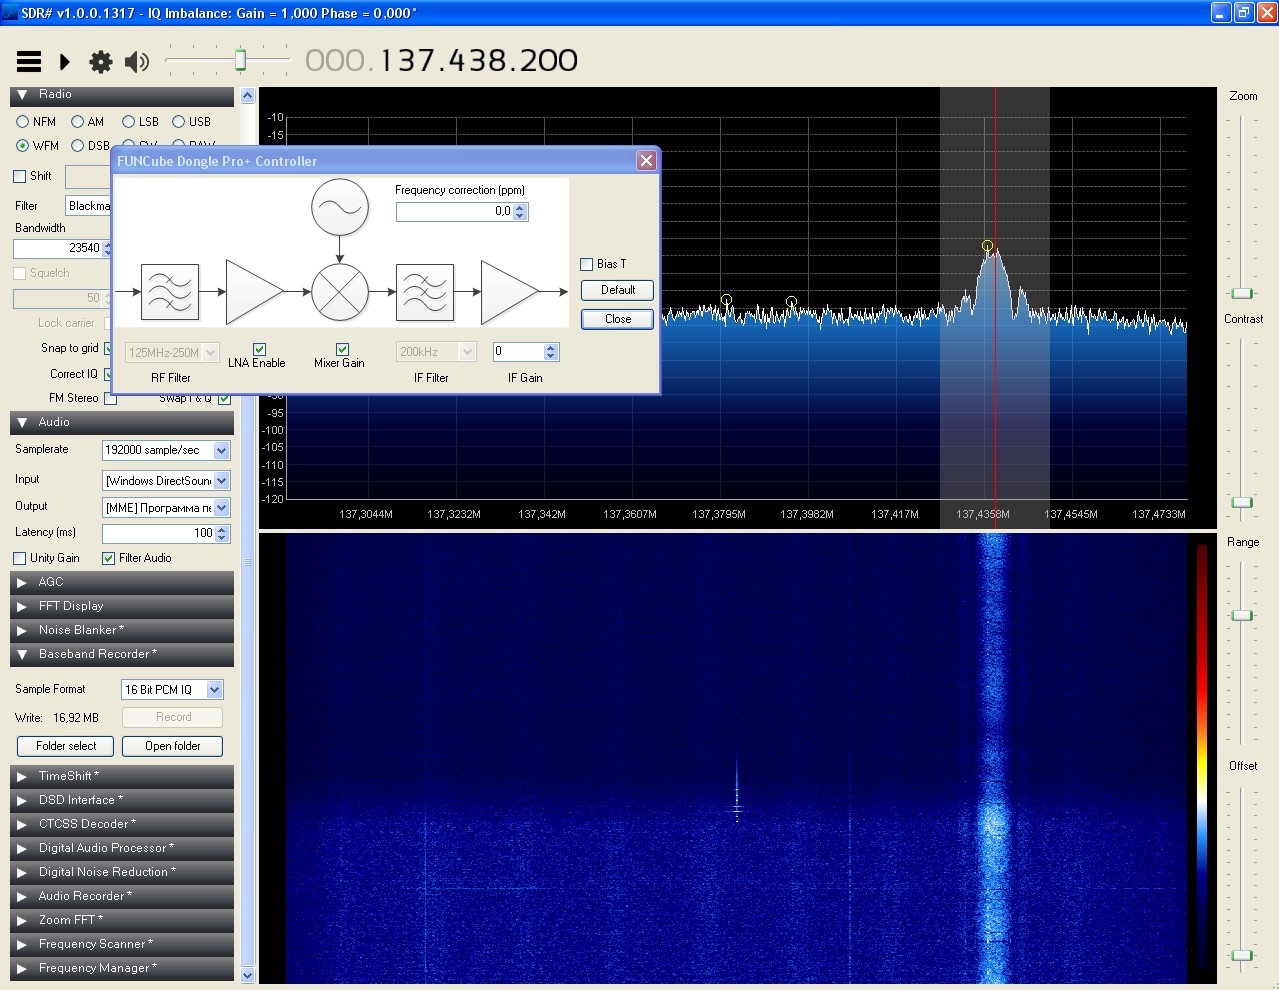 SDR# v1.0.0.1317 - IQ Imbalance: Gain = 1,000 Phase = 0,000°
000.137.438.200
Radio
NFM AM LSB USB
WFM DSB
Shift
Filter Blackma
Bandwidth
23540
Squelch
50
Lock carrier
Snap to grid
Correct IQ
FM Stereo Swap I & Q
FUNCube Dongle Pro+ Controller
Frequency correction (ppm)
0,0
Bias T
Default
Close
125MHz-250M
RF Filter
LNA Enable
Mixer Gain
200kHz
IF Filter
0
IF Gain
Audio
Samplerate 192000 sample/sec
Input [Windows DirectSoun
Output [MME] Программа пе
Latency (ms) 100
Unity Gain Filter Audio
AGC
FFT Display
Noise Blanker *
Baseband Recorder *
Sample Format 16 Bit PCM IQ
Write: 16,92 MB Record
Folder select Open folder
TimeShift *
DSD Interface *
CTCSS Decoder *
Digital Audio Processor *
Digital Noise Reduction *
Audio Recorder *
Zoom FFT *
Frequency Scanner *
Frequency Manager *
-10
-15
-95
-100
-105
-110
-115
-120
137,3044M 137,3232M 137,342M 137,3607M 137,3795M 137,3982M 137,417M 137,4358M 137,4545M 137,4733M
Zoom
Contrast
Range
Offset